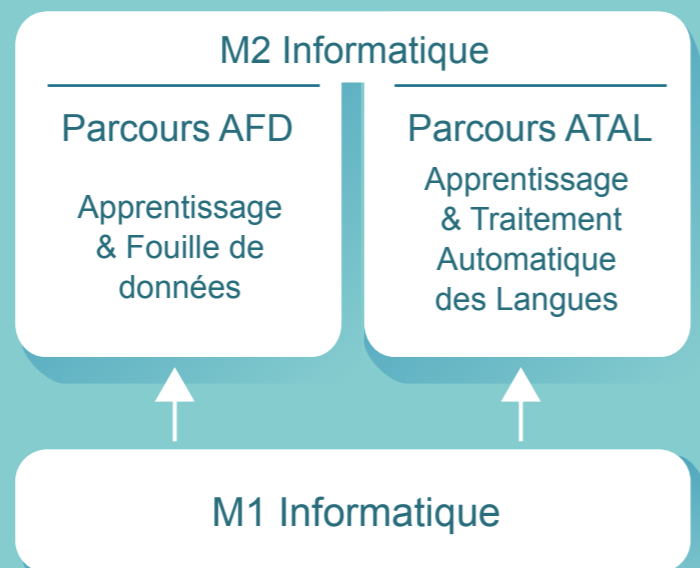 M2 Informatique
Parcours AFD
Apprentissage
& Fouille de
données
Parcours ATAL
Apprentissage
& Traitement
Automatique
des Langues
M1 Informatique